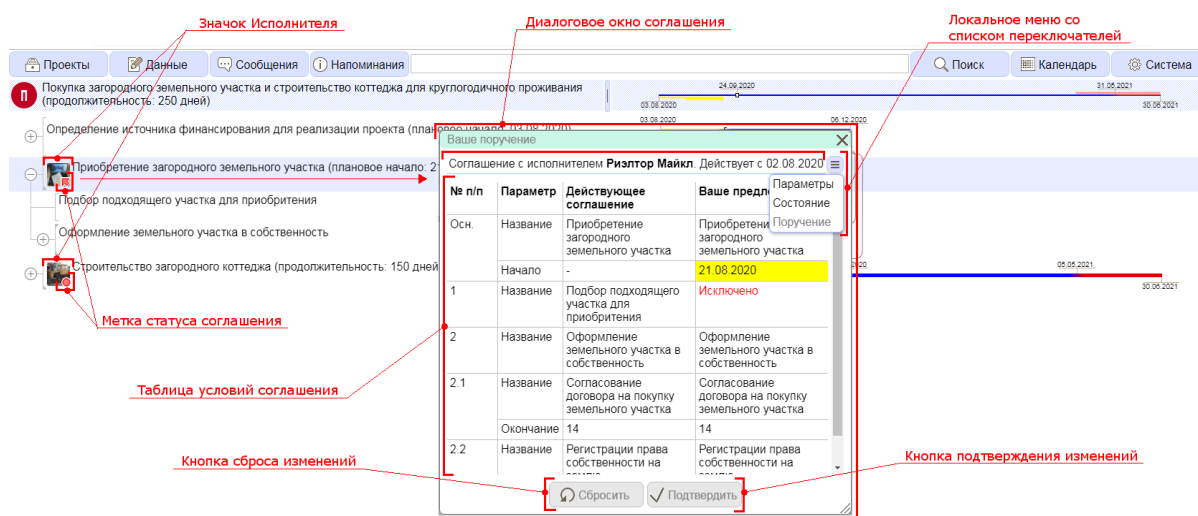 Значок Исполнителя
Диалоговое окно соглашения
Локальное меню со
списком переключателей
Проекты
Данные
Сообщения
Напоминания
Поиск
Календарь
Система
П
Покупка загородного земельного участка и строительство коттеджа для круглогодичного проживания
(продолжительность: 250 дней)
24.09.2020
31.05.2021
03.08.2020
30.06.2021
03.08.2020
06.12.2020
Определение источника финансирования для реализации проекта (плановое начало: 03.08.2020)
Ваше поручение
Соглашение с исполнителем Риэлтор Майкл. Действует с 02.08.2020
Приобретение загородного земельного участка (плановое начало: 2
Параметры
Состояние
Поручение
№ п/п Параметр Действующее соглашение Ваше предл
Подбор подходящего участка для приобритения
Осн. Название Приобретение загородного земельного участка Приобретени загородного земельного участка
Оформление земельного участка в собственность
Начало - 21.08.2020
Строительство загородного коттеджа (продолжительность: 150 дней
2020
05.05.2021
30.06.2021
1 Название Подбор подходящего участка для приобритения Исключено
Метка статуса соглашения
2 Название Оформление земельного участка в собственность Оформление земельного участка в собственность
Таблица условий соглашения
2.1 Название Согласование договора на покупку земельного участка Согласование договора на покупку земельного участка
Окончание 14 14
2.2 Название Регистрации права собственности на Регистрации права собственности на
Кнопка сброса изменений
Кнопка подтверждения изменений
Сбросить
Подтвердить